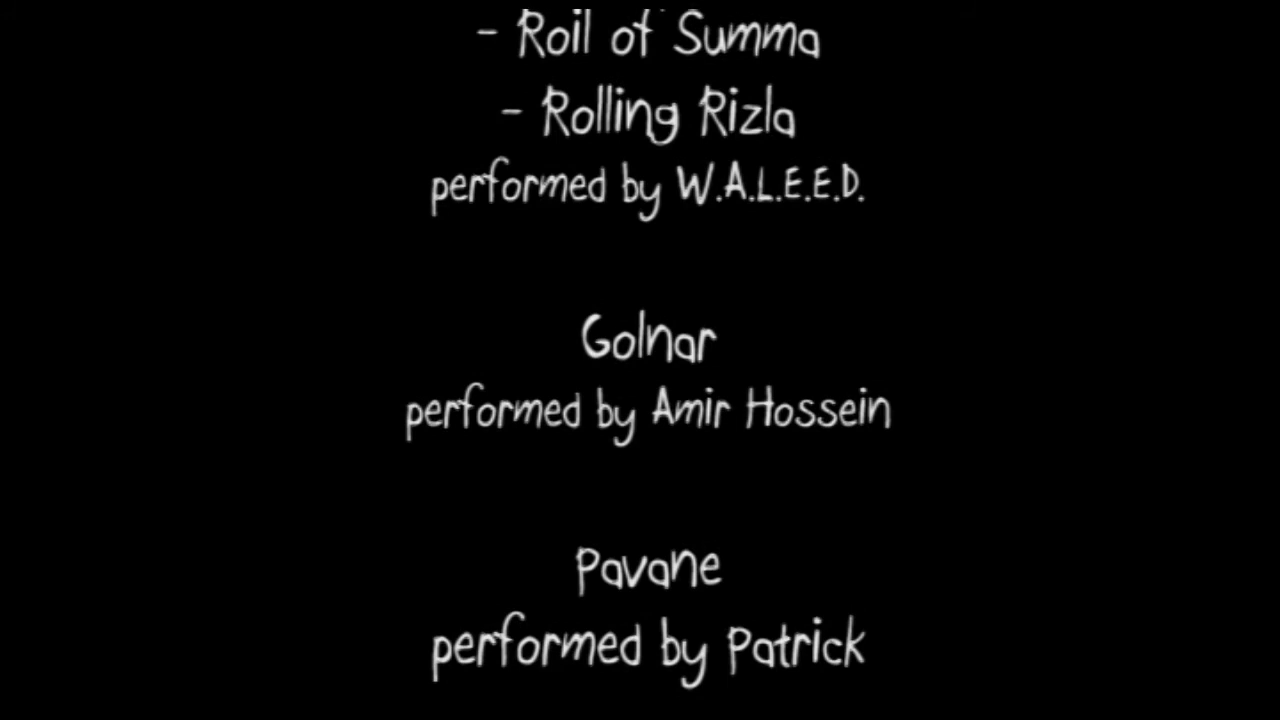 - Roil of Summa
- Rolling Rizla
performed by W.A.L.E.E.D.
Golnar
performed by Amir Hossein
Pavane
performed by Patrick